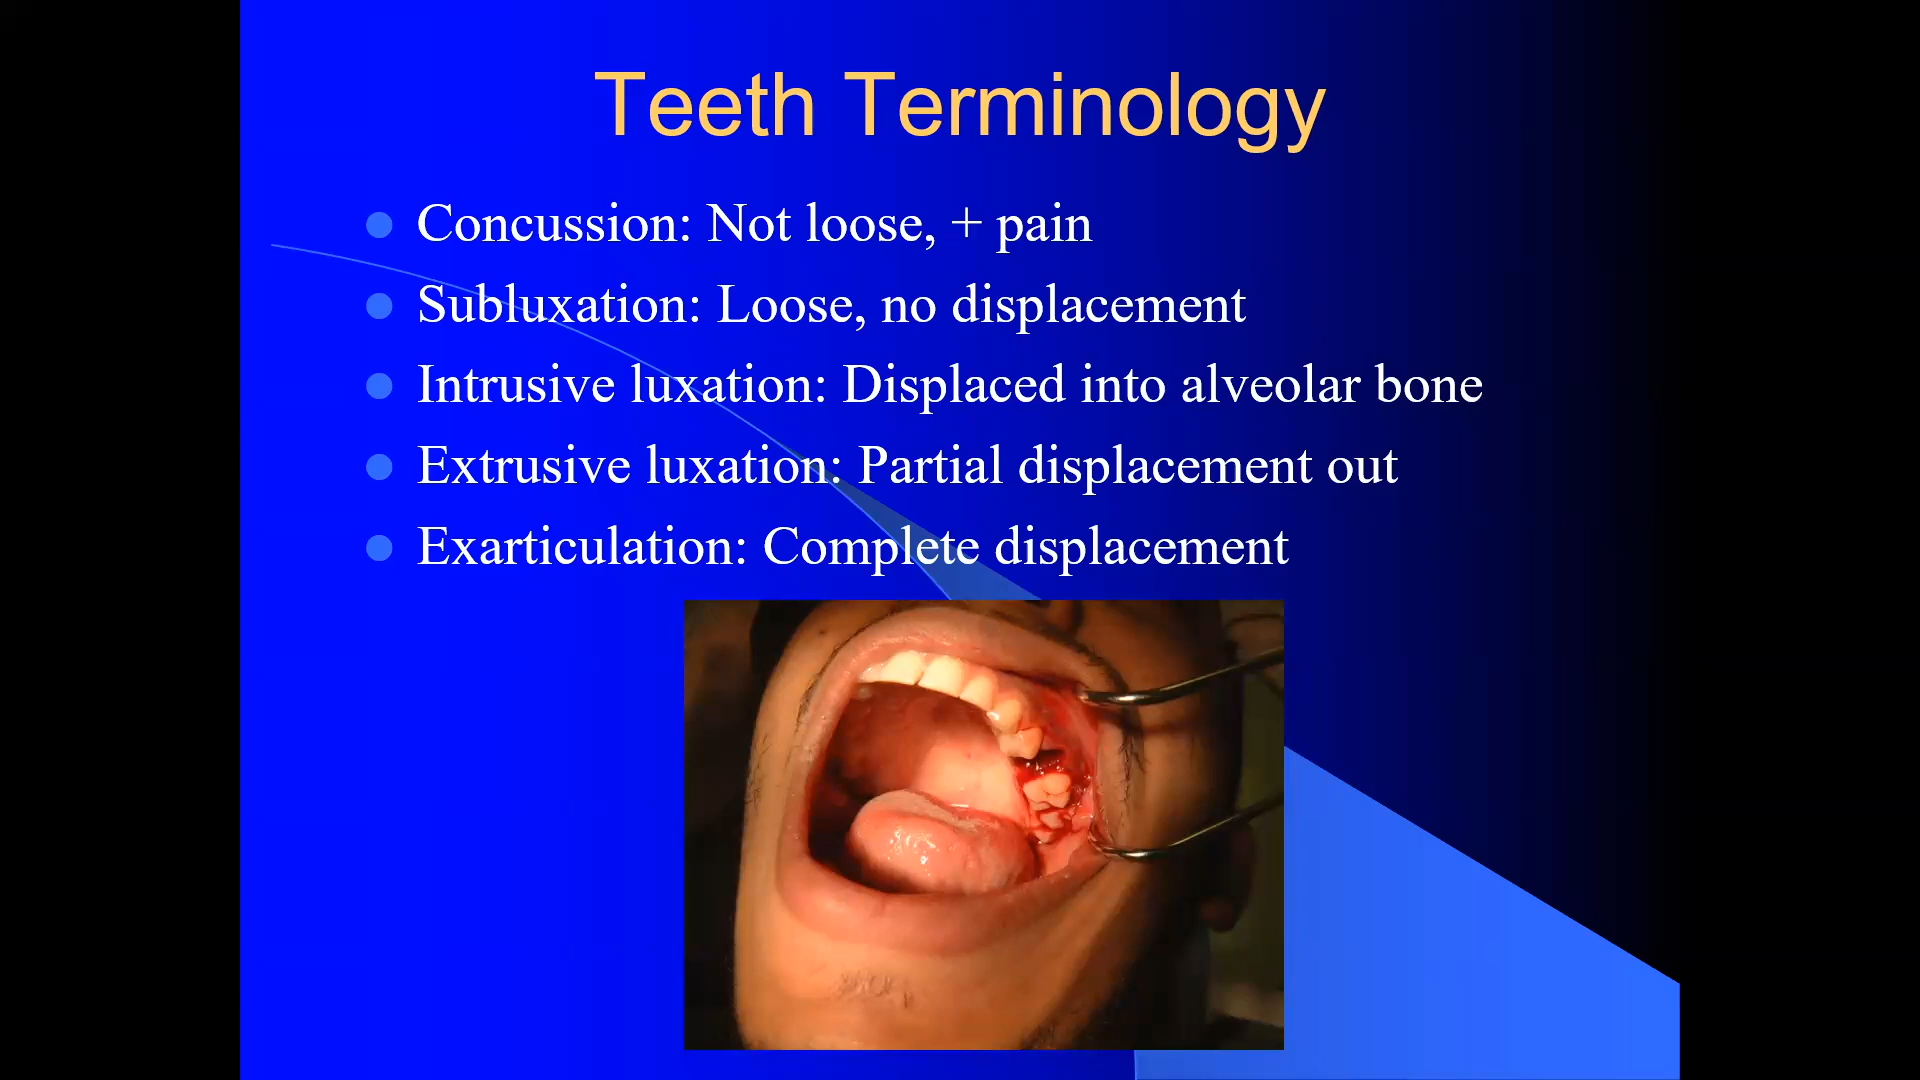 Teeth Terminology
Concussion: Not loose, + pain
Subluxation: Loose, no displacement
Intrusive luxation: Displaced into alveolar bone
Extrusive luxation: Partial displacement out
Exarticulation: Complete displacement